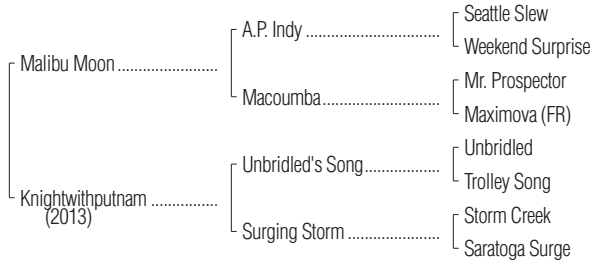 Seattle Slew
A.P. Indy ..............................
Weekend Surprise
Malibu Moon ......................
Mr. Prospector
Macoumba ..........................
Maximova (FR)
Unbridled
Unbridled's Song .................
Trolley Song
Knightwithputnam ...............
(2013)
Storm Creek
Surging Storm .....................
Saratoga Surge